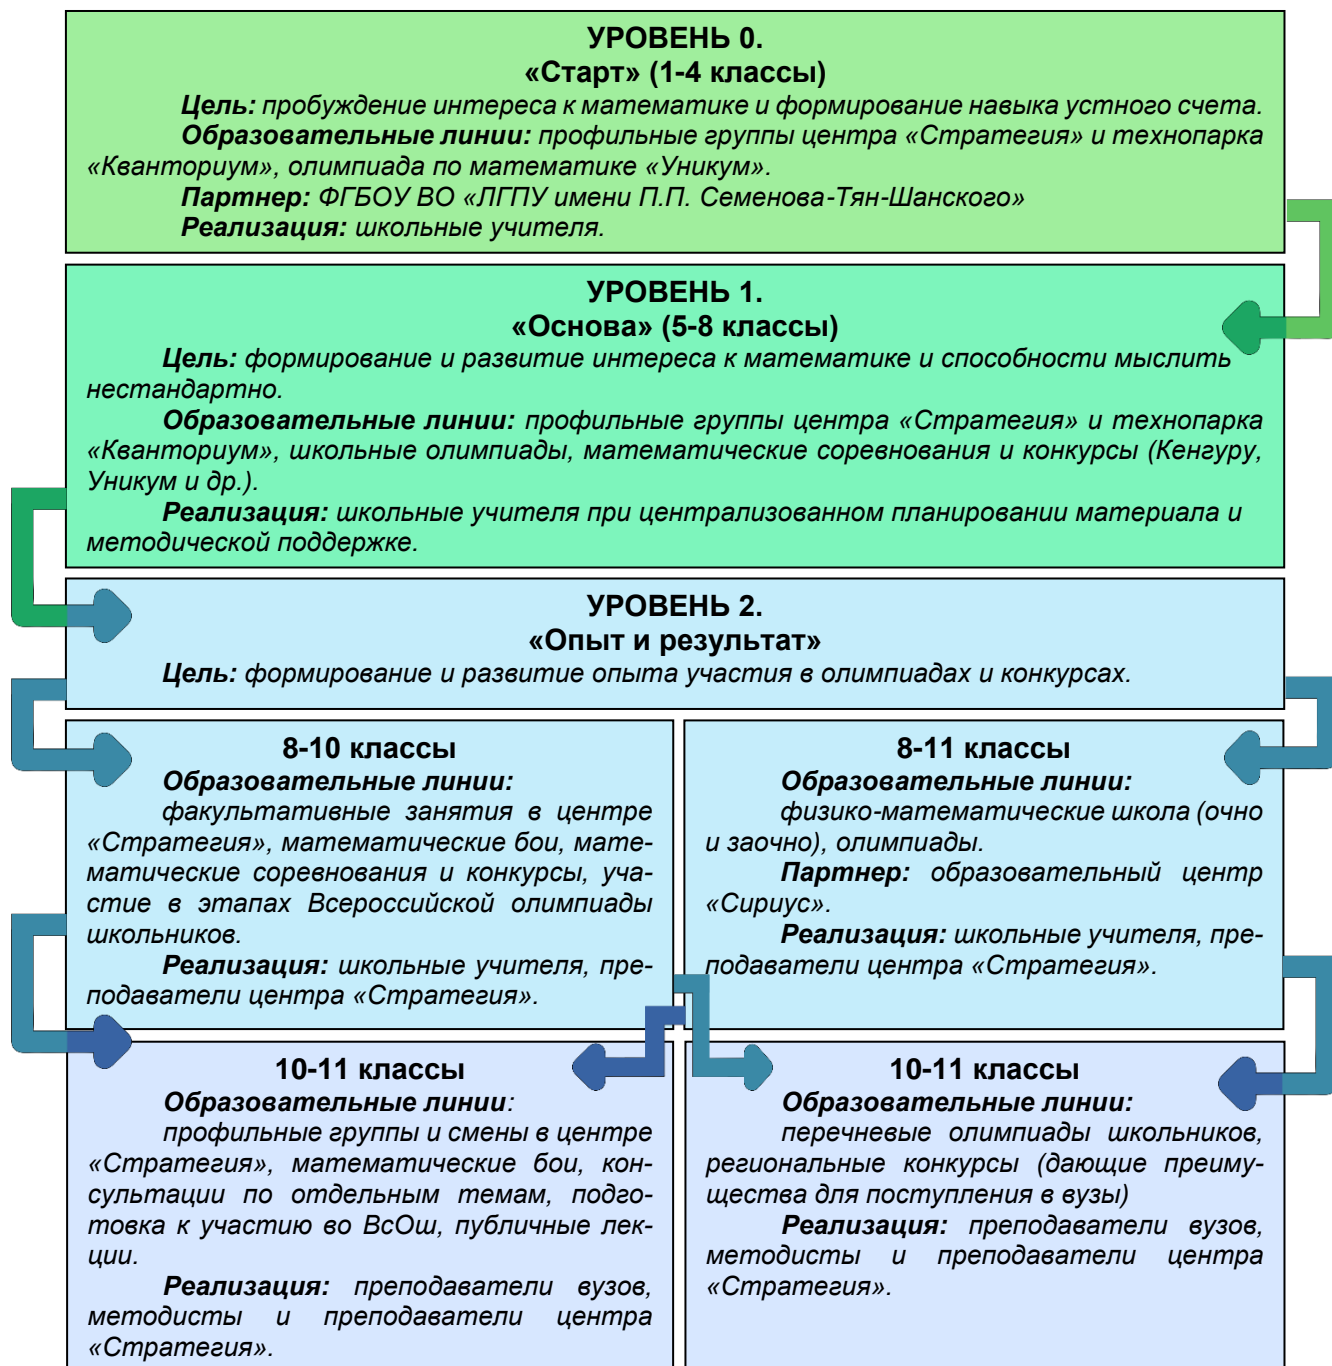 УРОВЕНЬ 0.
«Старт» (1-4 классы)
Цель: пробуждение интереса к математике и формирование навыка устного счета.
Образовательные линии: профильные группы центра «Стратегия» и технопарка
«Кванториум», олимпиада по математике «Уникум».
Партнер: ФГБОУ ВО «ЛГПУ имени П.П. Семенова-Тян-Шанского»
Реализация: школьные учителя.
УРОВЕНЬ 1.
«Основа» (5-8 классы)
Цель: формирование и развитие интереса к математике и способности мыслить
нестандартно.
Образовательные линии: профильные группы центра «Стратегия» и технопарка
«Кванториум», школьные олимпиады, математические соревнования и конкурсы (Кенгуру,
Уникум и др.).
Реализация: школьные учителя при централизованном планировании материала и
методической поддержке.
УРОВЕНЬ 2.
«Опыт и результат»
Цель: формирование и развитие опыта участия в олимпиадах и конкурсах.
8-10 классы
Образовательные линии:
факультативные занятия в центре
«Стратегия», математические бои, мате-
матические соревнования и конкурсы, уча-
стие в этапах Всероссийской олимпиады
школьников.
Реализация: школьные учителя, пре-
подаватели центра «Стратегия».
8-11 классы
Образовательные линии:
физико-математические школа (очно
и заочно), олимпиады.
Партнер: образовательный центр
«Сириус».
Реализация: школьные учителя, пре-
подаватели центра «Стратегия».
10-11 классы
Образовательные линии:
профильные группы и смены в центре
«Стратегия», математические бои, кон-
сультации по отдельным темам, подго-
товка к участию во ВсОш, публичные лек-
ции.
Реализация: преподаватели вузов,
методисты и преподаватели центра
«Стратегия».
10-11 классы
Образовательные линии:
перечневые олимпиады школьников,
региональные конкурсы (дающие преиму-
щества для поступления в вузы)
Реализация: преподаватели вузов,
методисты и преподаватели центра
«Стратегия».